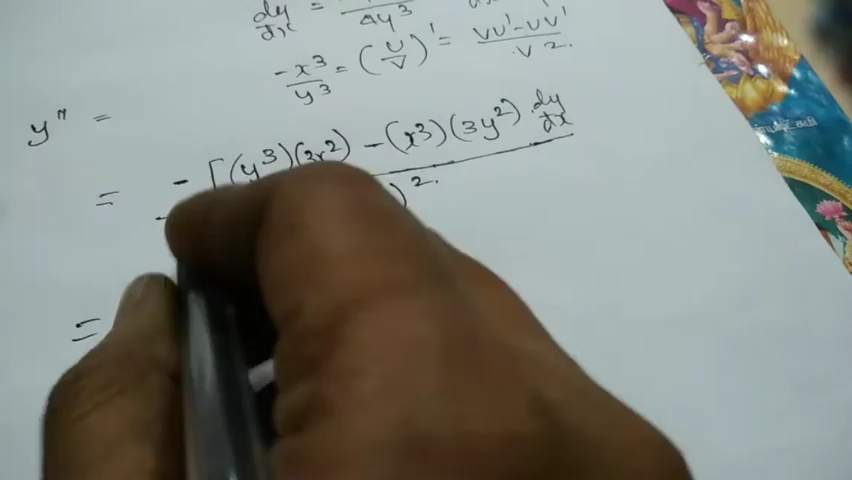 dy/dx = /4y³
-x³/y³ = (u/v)' = vu' - uv'/v².
y" =
= -[(y³)(3x²) - (x³)(3y²).dy/dx
)².
=